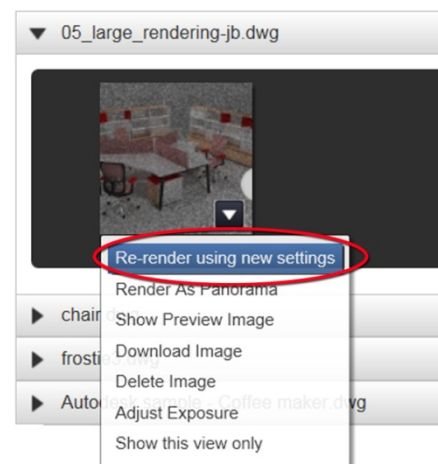 05_large_rendering-jb.dwg
Re-render using new settings
Render As Panorama
chair
Show Preview Image
Download Image
Delete Image
Autodesk sample - Coffee maker.dwg
Adjust Exposure
Show this view only